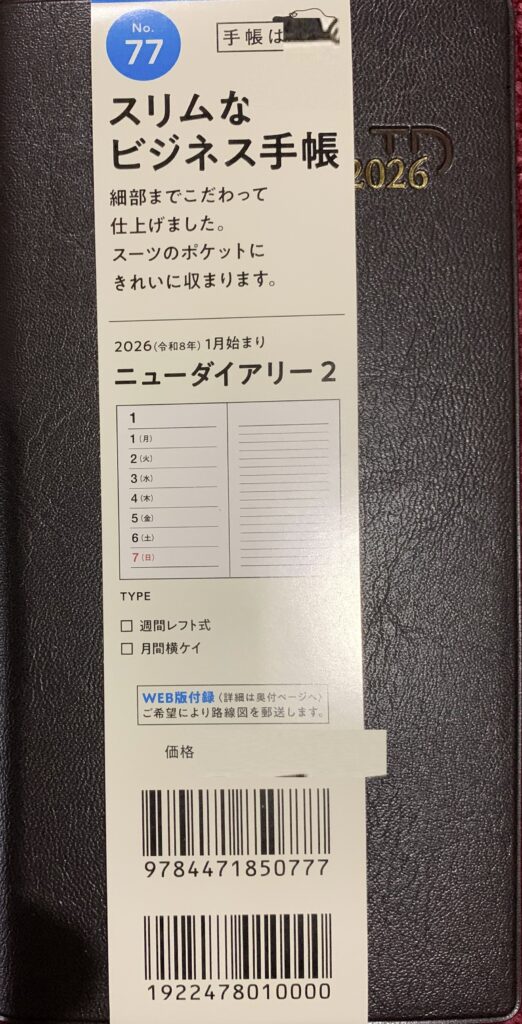 No.
77
手帳は
スリムな
ビジネス手帳
2026
細部までこだわって
仕上げました。
スーツのポケットに
きれいに収まります。
2026(令和8年) 1月始まり
ニューダイアリー 2
1
1(月)
2(火)
3(水)
4(木)
5(金)
6(土)
7(日)
TYPE
□ 週間レフト式
□ 月間横ケイ
WEB版付録(詳細は奥付ページへ)
ご希望により路線図を郵送します。
価格
9784471850777
1922478010000